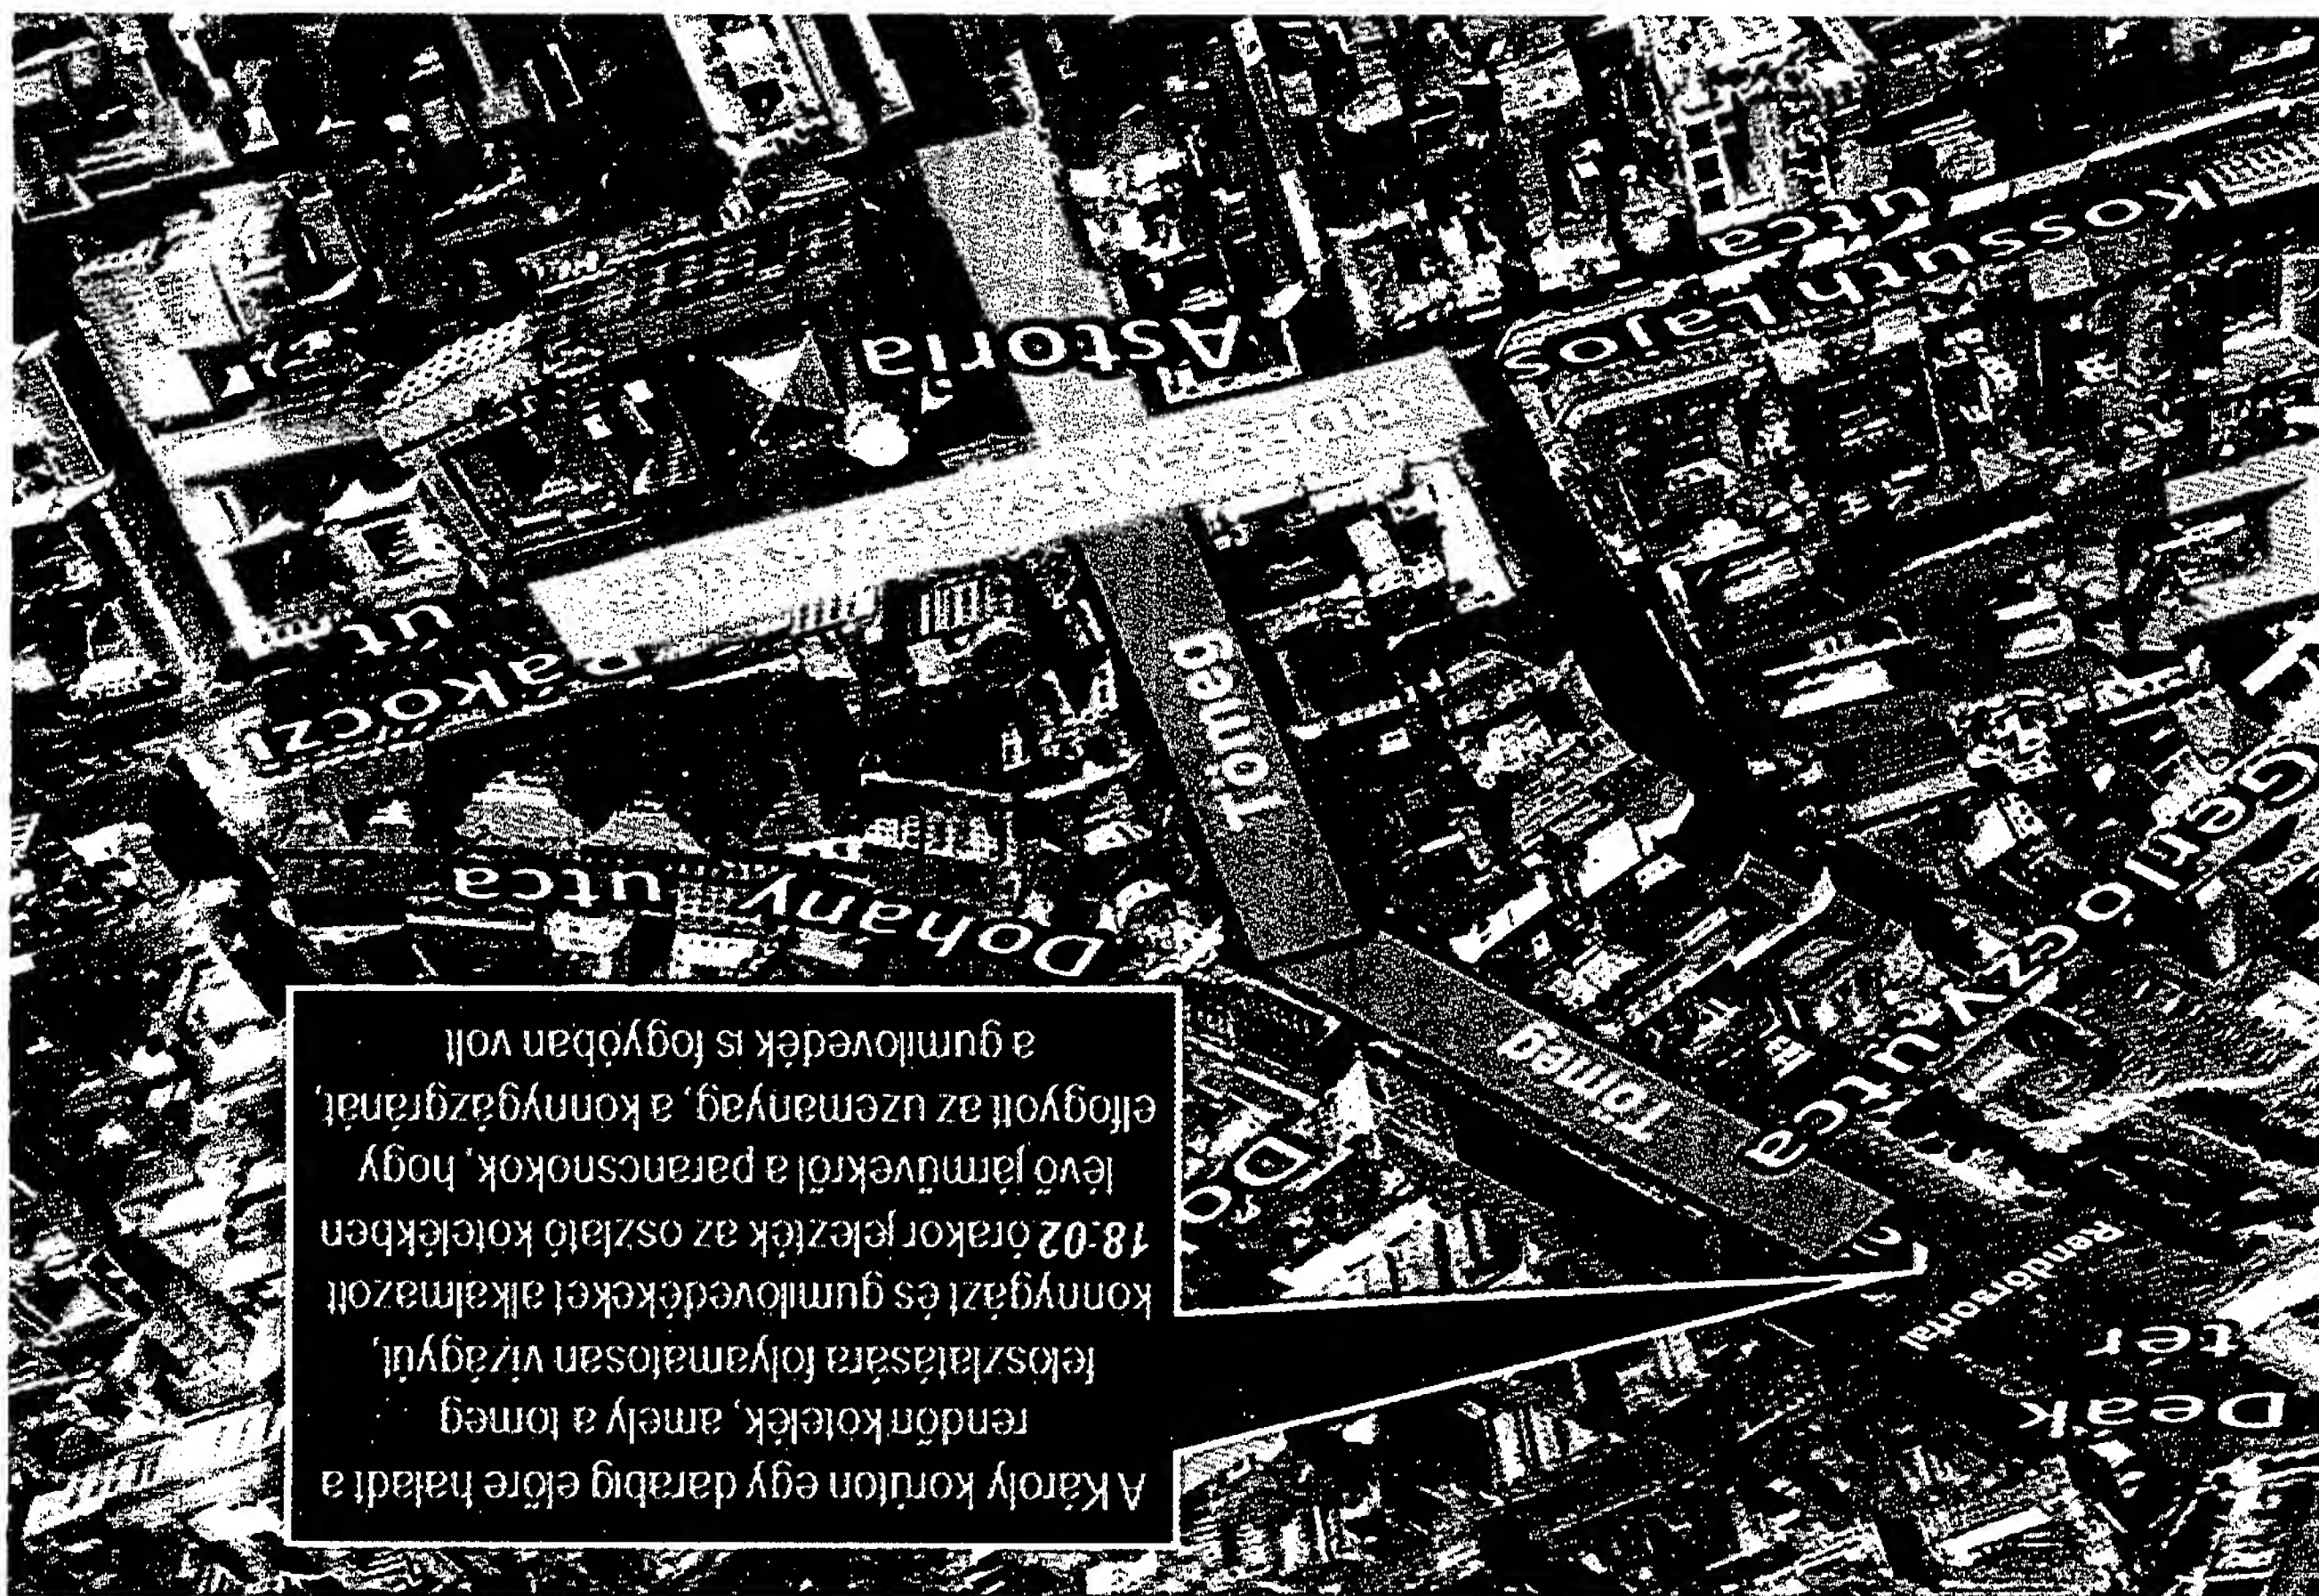 A Károly körúton egy darabig előre haladt a
rendőri kötelék, amely a tömeg
feloszlatására folyamatosan vízágyút,
könnygázt és gumilövedékeket alkalmazott
18:02 órakor jelezték az oszlató kötelékben
lévő járművekről a parancsnokok, hogy
elfogyott az üzemanyag, a könnygázgránát,
a gumilövedék is fogyóban volt
Deák
tér
Rendőrsorfal
Gerlóczy utca
Tömeg
Dohány utca
Tömeg
Rákóczi
út
Kossuth Lajos
utca
Astoria